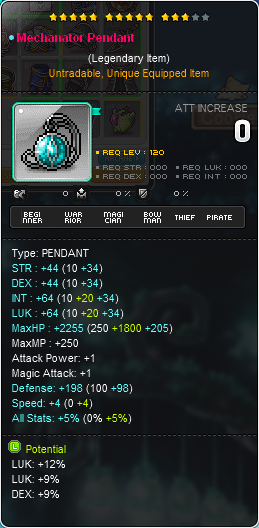 Mechanator Pendant
(Legendary Item)
Untradable, Unique Equipped Item
ATT INCREASE
0
REQ LEV : 120
REQ STR : 000 REQ LUK : 000
REQ DEX : 000 REQ INT : 000
0 0 % 0 %
BEGINNER WARRIOR MAGICIAN BOWMAN THIEF PIRATE
Type: PENDANT
STR : +44 (10 +34)
DEX : +44 (10 +34)
INT : +64 (10 +20 +34)
LUK : +64 (10 +20 +34)
MaxHP : +2255 (250 +1800 +205)
MaxMP : +250
Attack Power: +1
Magic Attack: +1
Defense: +198 (100 +98)
Speed: +4 (0 +4)
All Stats: +5% (0% +5%)
L Potential
LUK: +12%
LUK: +9%
DEX: +9%